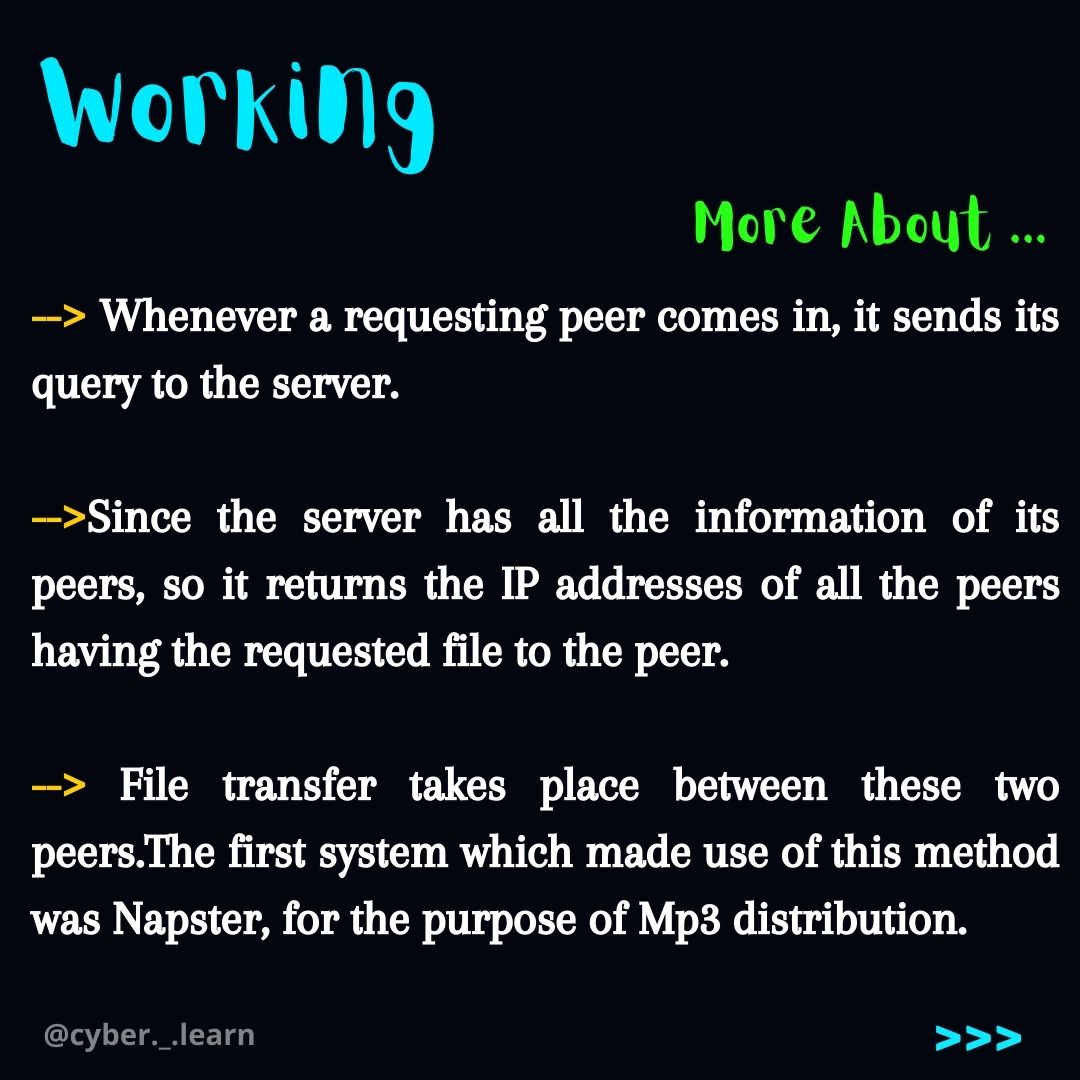 Working
More About ...
--> Whenever a requesting peer comes in, it sends its
query to the server.
-->Since the server has all the information of its
peers, so it returns the IP addresses of all the peers
having the requested file to the peer.
--> File transfer takes place between these two
peers.The first system which made use of this method
was Napster, for the purpose of Mp3 distribution.
@cyber._.learn
>>>